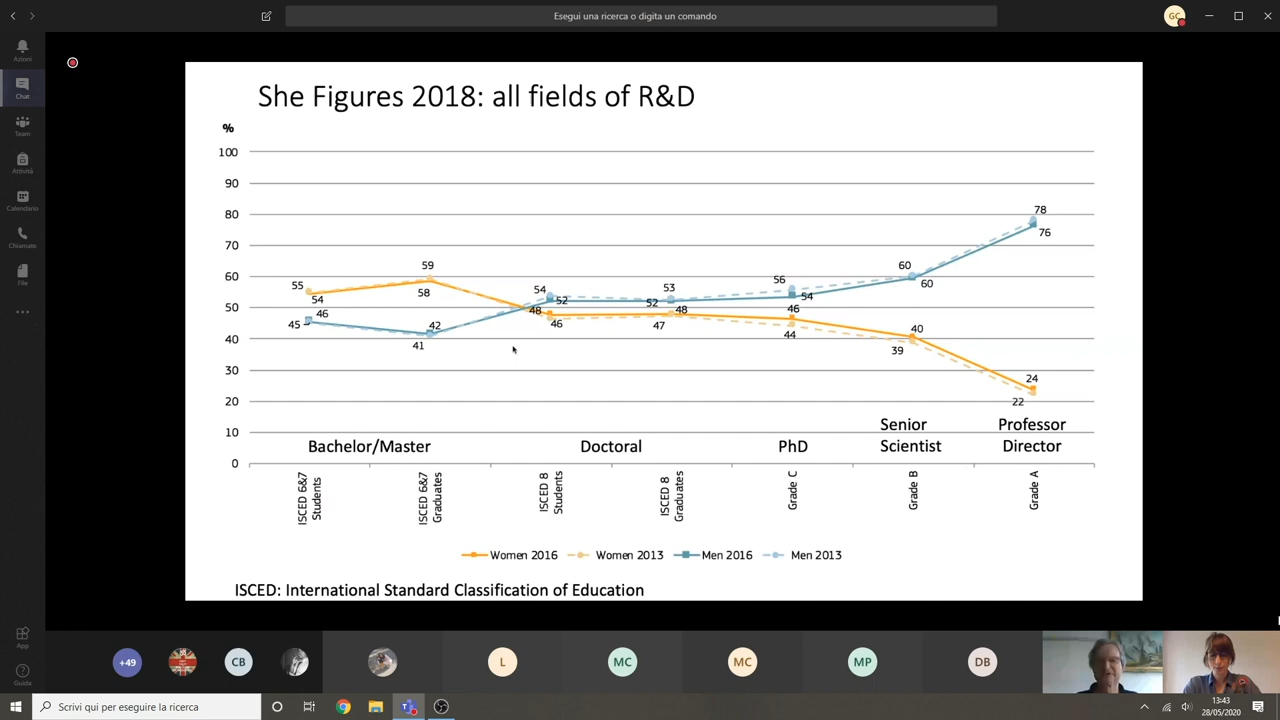 Esegui una ricerca o digita un comando
GC
Azioni
Chat
Team
Attività
Calendario
Chiamate
File
App
Guida
She Figures 2018: all fields of R&D
%
100
90
80
70
60
50
40
30
20
10
0
55
54
46
45
59
58
42
41
54
52
48
46
53
52
48
47
56
54
46
44
60
60
40
39
78
76
24
22
Bachelor/Master
Doctoral
PhD
Senior
Scientist
Professor
Director
ISCED 6&7
Students
ISCED 6&7
Graduates
ISCED 8
Students
ISCED 8
Graduates
Grade C
Grade B
Grade A
Women 2016
Women 2013
Men 2016
Men 2013
ISCED: International Standard Classification of Education
+49
CB
L
MC
MC
MP
DB
Scrivi qui per eseguire la ricerca
13:43
28/05/2020